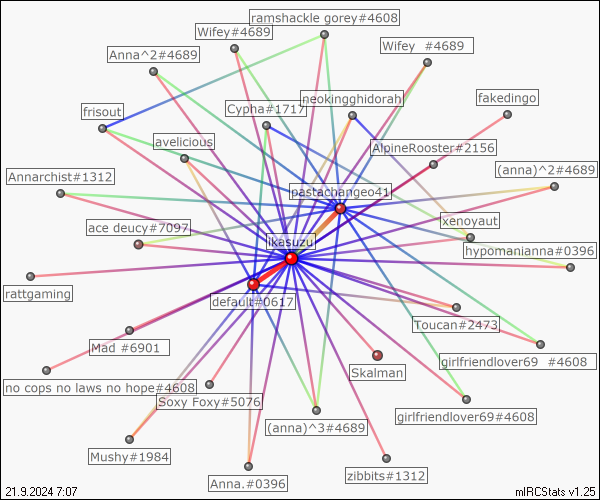 ramshackle gorey#4608
Wifey#4689
Wifey  #4689
Anna^2#4689
neokingghidorah
fakedingo
frisout
Cypha#1717
avelicious
AlpineRooster#2156
Annarchist#1312
(anna)^2#4689
pastachangeo41
ace deucy#7097
xenoyaut
ikasuzu
hypomanianna#0396
rattgaming
default#0617
Toucan#2473
Mad #6901
girlfriendlover69  #4608
Skalman
no cops no laws no hope#4608
Soxy Foxy#5076
girlfriendlover69#4608
(anna)^3#4689
Mushy#1984
zibbits#1312
Anna.#0396
21.9.2024 7:07
mIRCStats v1.25